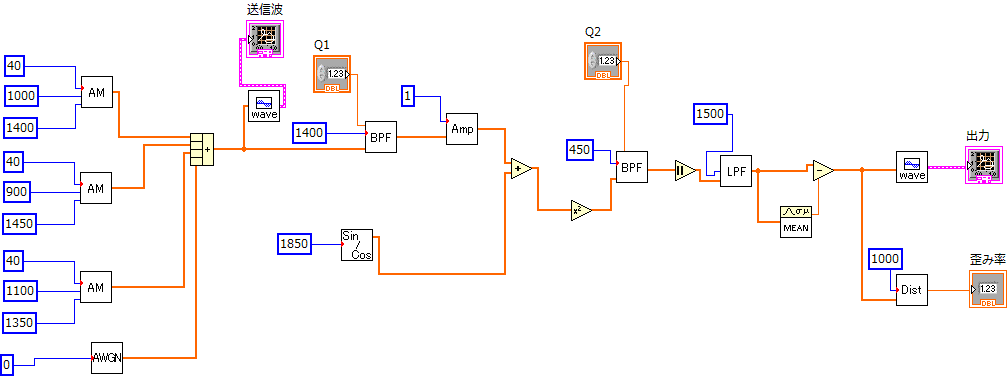 送信波
Q1
Q2
1.23
DBL
1.23
DBL
40
1000
1400
AM
wave
1
1400
BPF
Amp
1500
出力
40
900
1450
AM
+
450
BPF
LPF
wave
+
x²
-
σμ
MEAN
1850
Sin
Cos
40
1100
1350
AM
1000
Dist
歪み率
1.23
DBL
0
AWGN